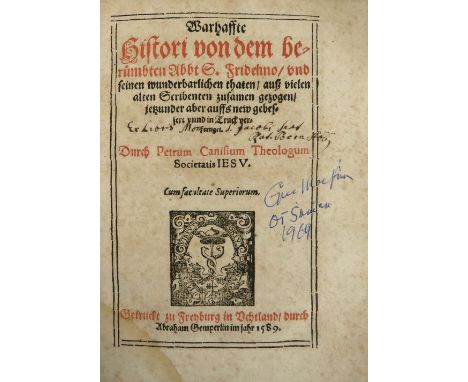 Warhaffte
Histori von dem be-
rümbten Abbt S. Fridelino/ vnd
seinen wunderbarlichen thaten/ auß vielen
alten Scribenten zusamen gezogen/
jetzunder aber auffs new gebes-
sert vnnd in Truck ver-
S. Jacobi
Durch Petrum Canisium Theologum
Societatis IESV.
Cum facultate Superiorum.
1969
Getruckt zu Freyburg in Vchtland/ durch
Abraham Gemperlin im jahr 1589.